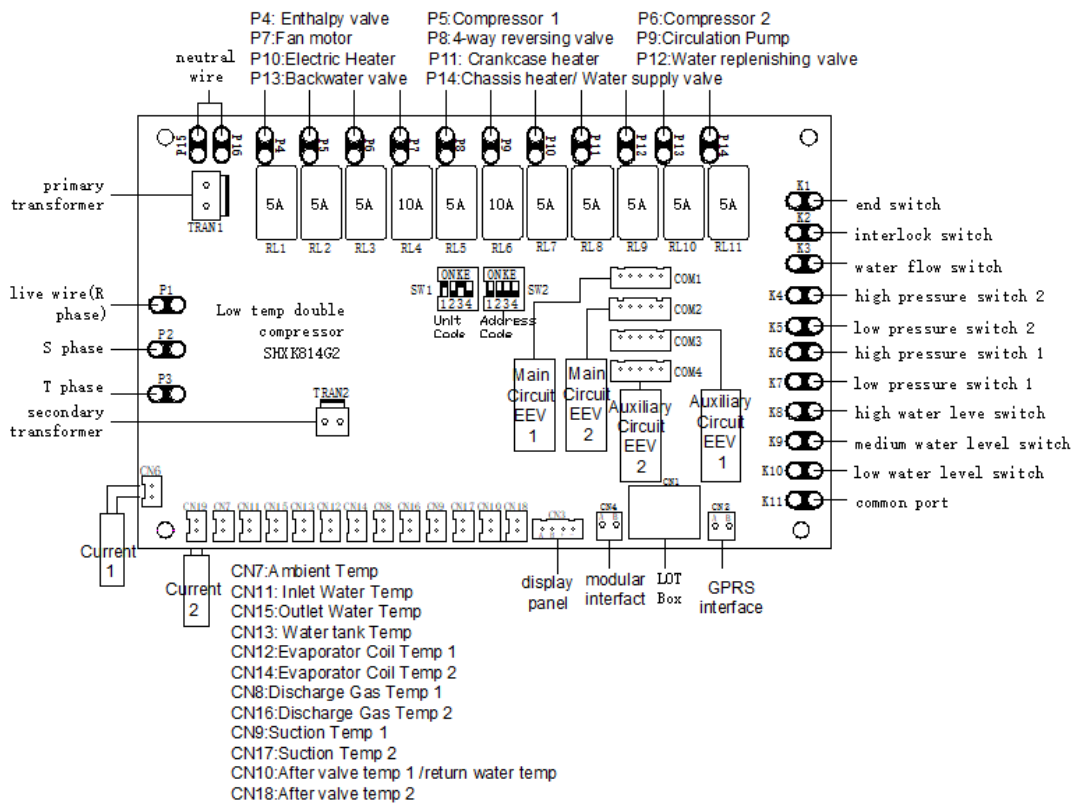 P4: Enthalpy valve P5:Compressor 1 P6:Compressor 2
P7:Fan motor P8:4-way reversing valve P9:Circulation Pump
P10:Electric Heater P11: Crankcase heater P12:Water replenishing valve
P13:Backwater valve P14:Chassis heater/ Water supply valve
neutral
wire
P15 P16 P4 P5 P6 P7 P8 P9 P10 P11 P12 P13 P14
primary
transformer
TRAN1
5A 5A 5A 10A 5A 10A 5A 5A 5A 5A 5A
RL1 RL2 RL3 RL4 RL5 RL6 RL7 RL8 RL9 RL10 RL11
K1
end switch
K2
interlock switch
K3
water flow switch
K4 high pressure switch 2
K5 low pressure switch 2
K6 high pressure switch 1
K7 low pressure switch 1
K8 high water leve switch
K9 medium water level switch
K10 low water level switch
K11 common port
live wire(R
phase)
P1
S phase
P2
T phase
P3
secondary
transformer
TRAN2
Low temp double
compressor
SHXK814G2
SW1 ONKE ONKE SW2
1234 1234
Unit
Code
Address
Code
COM1
COM2
COM3
COM4
Main
Circuit
EEV
1
Main
Circuit
EEV
2
Auxiliary
Circuit
EEV
2
Auxiliary
Circuit
EEV
1
CN6
CN19 CN7 CN11 CN15 CN13 CN12 CN14 CN8 CN16 CN9 CN17 CN10 CN18 CN3 CN4 CN1 CN2
A B
A B
Current
1
Current
2
display
panel
modular
interfact
LOT
Box
GPRS
interface
CN7:Ambient Temp
CN11: Inlet Water Temp
CN15:Outlet Water Temp
CN13: Water tank Temp
CN12:Evaporator Coil Temp 1
CN14:Evaporator Coil Temp 2
CN8:Discharge Gas Temp 1
CN16:Discharge Gas Temp 2
CN9:Suction Temp 1
CN17:Suction Temp 2
CN10:After valve temp 1 /return water temp
CN18:After valve temp 2